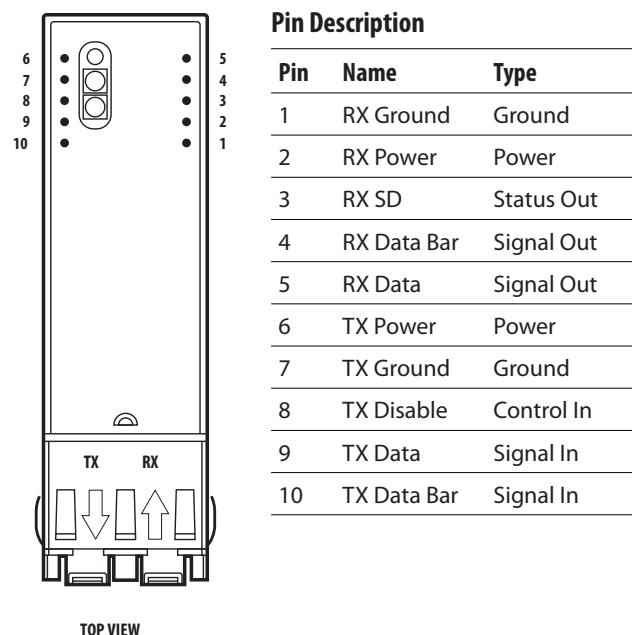 6
7
8
9
10
5
4
3
2
1
TX RX
TOP VIEW
Pin Description
Pin Name Type
1 RX Ground Ground
2 RX Power Power
3 RX SD Status Out
4 RX Data Bar Signal Out
5 RX Data Signal Out
6 TX Power Power
7 TX Ground Ground
8 TX Disable Control In
9 TX Data Signal In
10 TX Data Bar Signal In